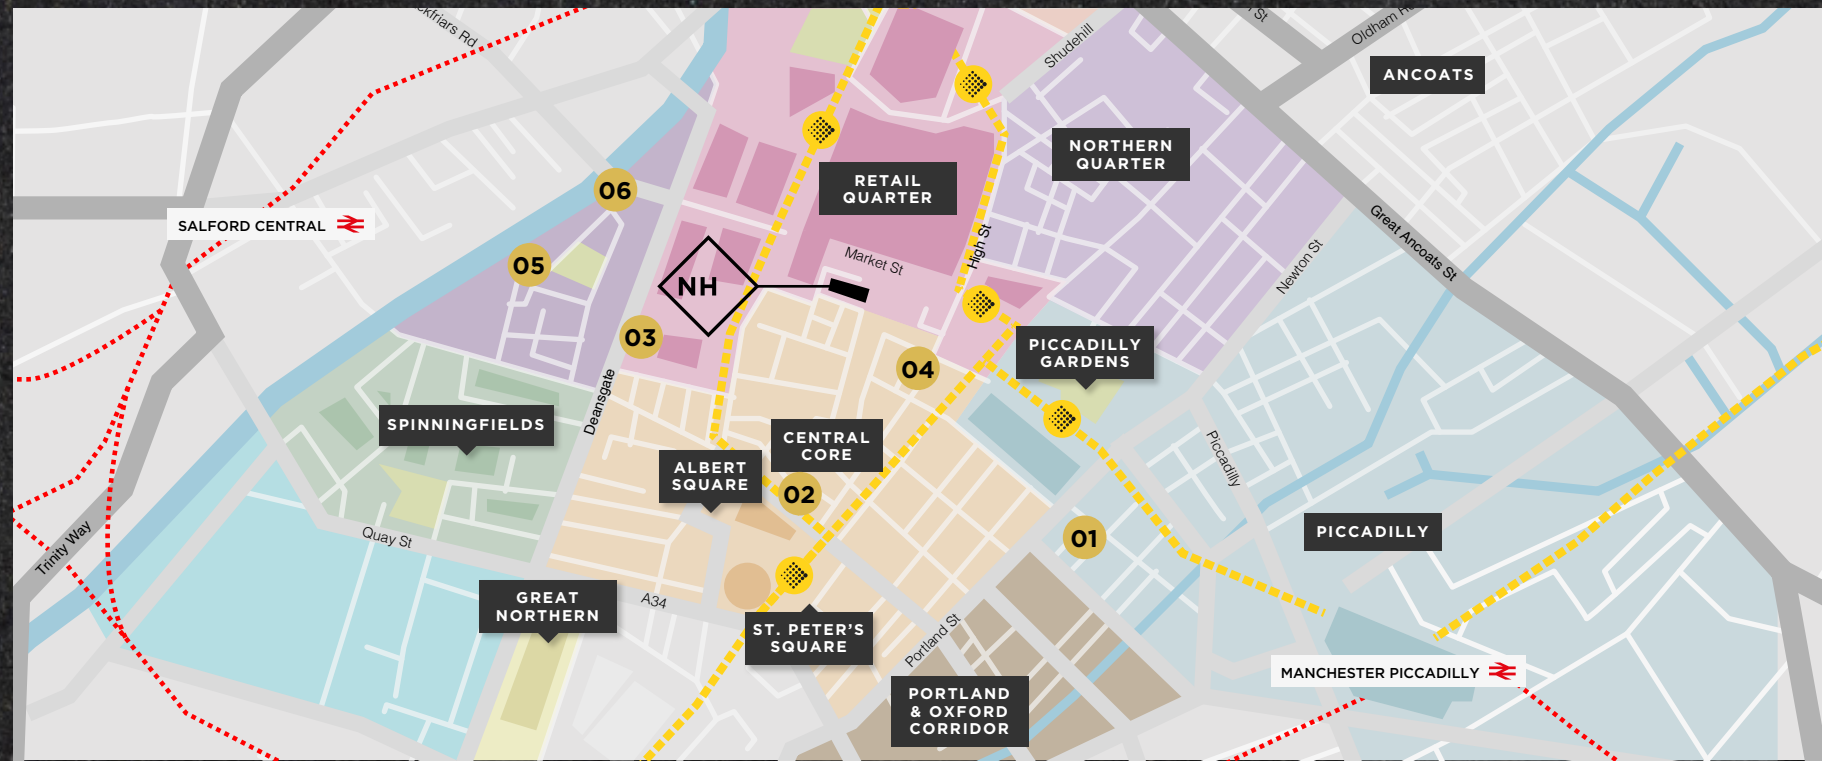 Shudehill
Oldham
St
ANCOATS
NORTHERN
QUARTER
RETAIL
QUARTER
06
SALFORD CENTRAL
05
High St
Market St
Great Ancoats St
Newton St
NH
03
04
PICCADILLY
GARDENS
Deansgate
SPINNINGFIELDS
CENTRAL
CORE
ALBERT
SQUARE
02
Piccadilly
Trinity Way
Quay St
01
PICCADILLY
GREAT
NORTHERN
A34
ST. PETER'S
SQUARE
Portland St
MANCHESTER PICCADILLY
PORTLAND
& OXFORD
CORRIDOR